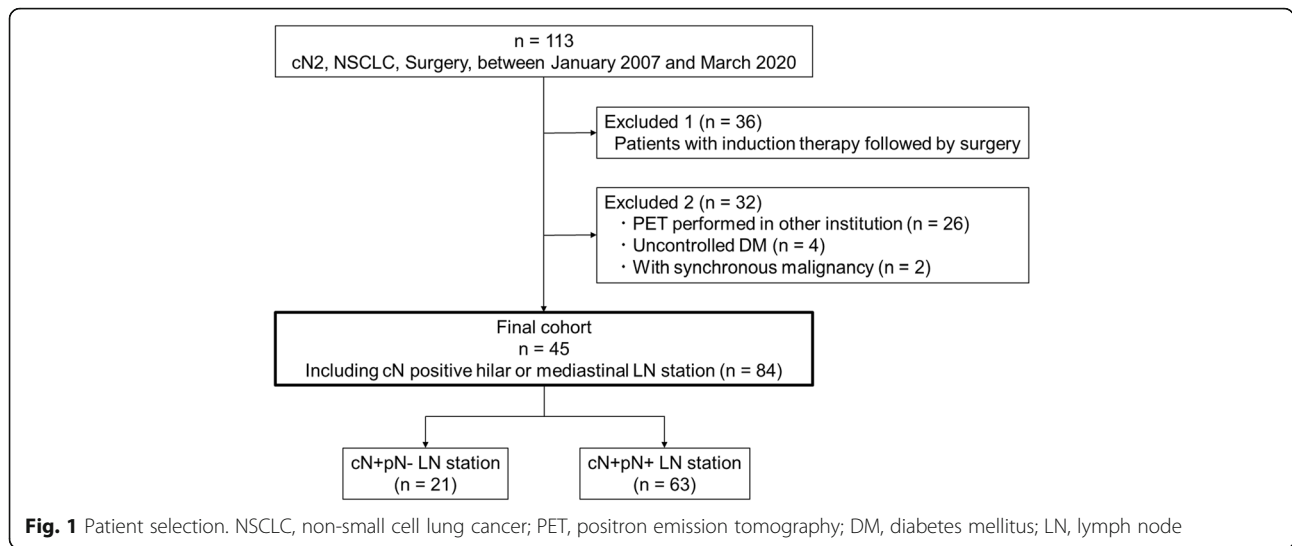 n = 113
cN2, NSCLC, Surgery, between January 2007 and March 2020
Excluded 1 (n = 36)
Patients with induction therapy followed by surgery
Excluded 2 (n = 32)
・PET performed in other institution (n = 26)
・Uncontrolled DM (n = 4)
・With synchronous malignancy (n = 2)
Final cohort
n = 45
Including cN positive hilar or mediastinal LN station (n = 84)
cN+pN- LN station
(n = 21)
cN+pN+ LN station
(n = 63)
Fig. 1 Patient selection. NSCLC, non-small cell lung cancer; PET, positron emission tomography; DM, diabetes mellitus; LN, lymph node